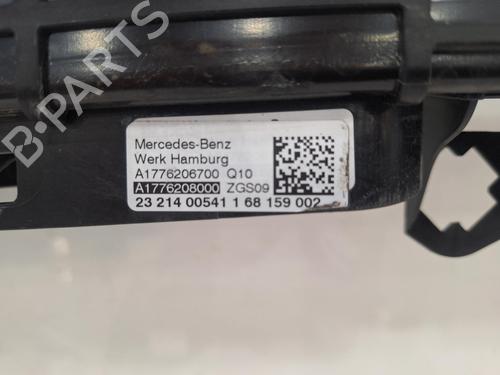 Mercedes-Benz
Werk Hamburg
A1776206700 Q10
A1776208000 ZGS09
23 214 00541 1 68 159 002
B-PARTS